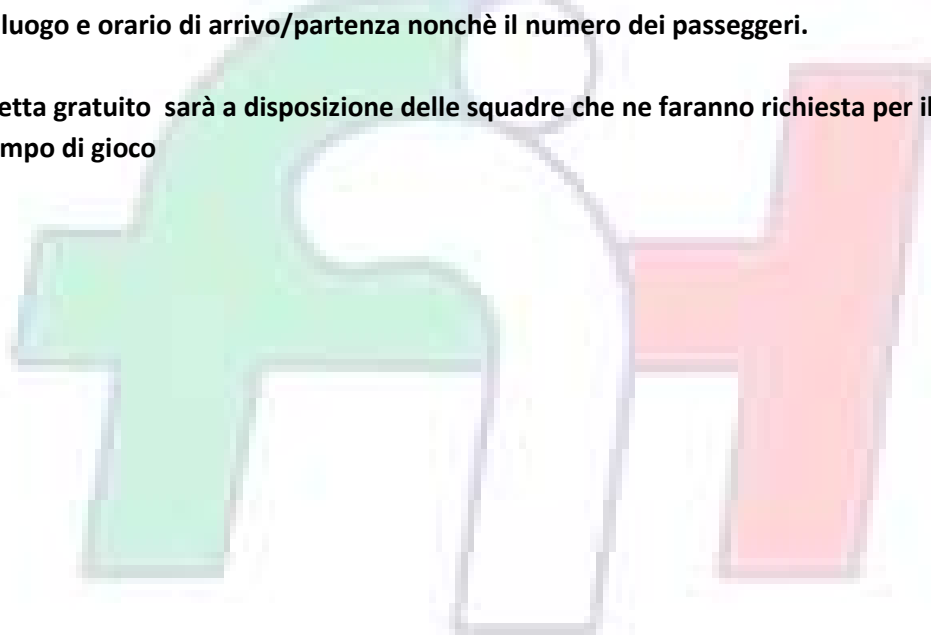 luogo e orario di arrivo/partenza nonchè il numero dei passeggeri.
etta gratuito sarà a disposizione delle squadre che ne faranno richiesta per il
mpo di gioco